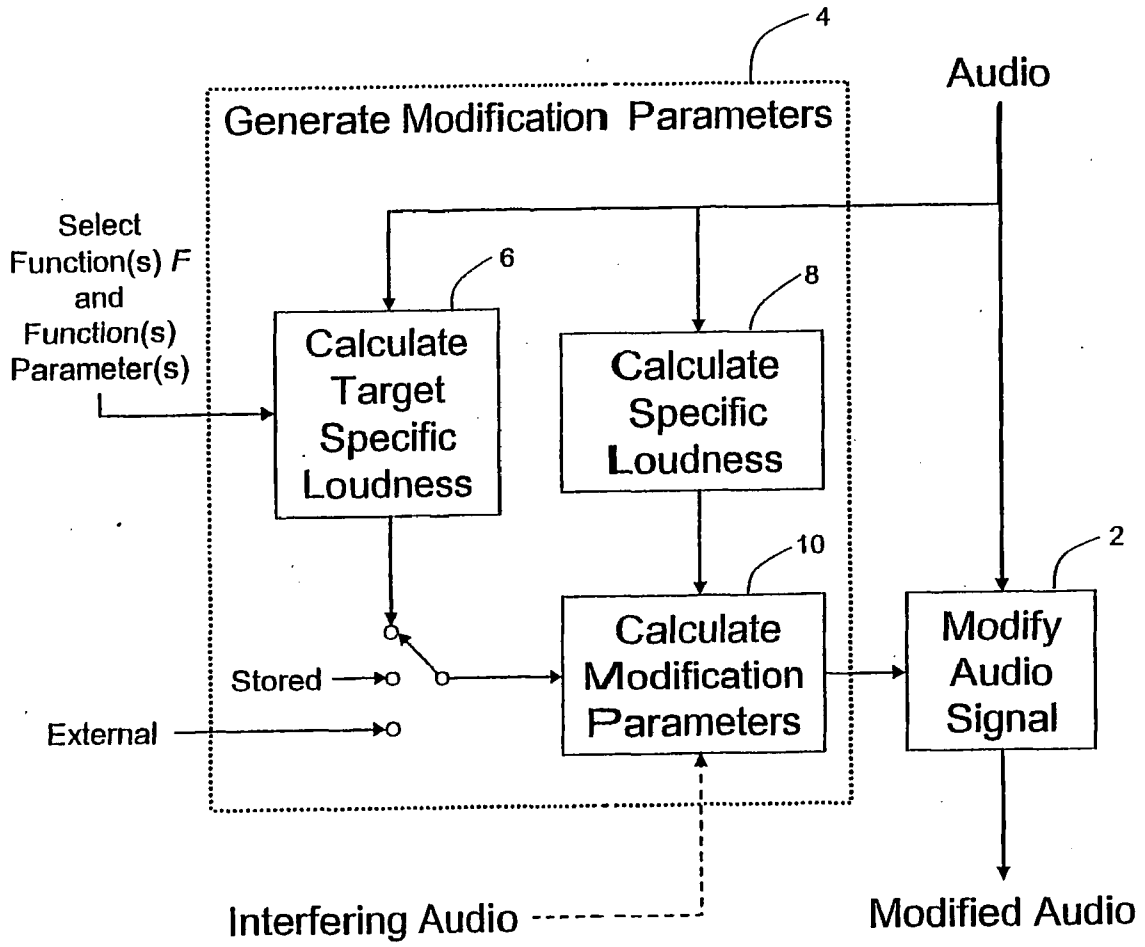 4
Audio
Generate Modification Parameters
Select
Function(s) F
and
Function(s)
Parameter(s)
6
8
Calculate
Target
Specific
Loudness
Calculate
Specific
Loudness
10
2
Calculate
Modification
Parameters
Modify
Audio
Signal
Stored
External
Interfering Audio
Modified Audio